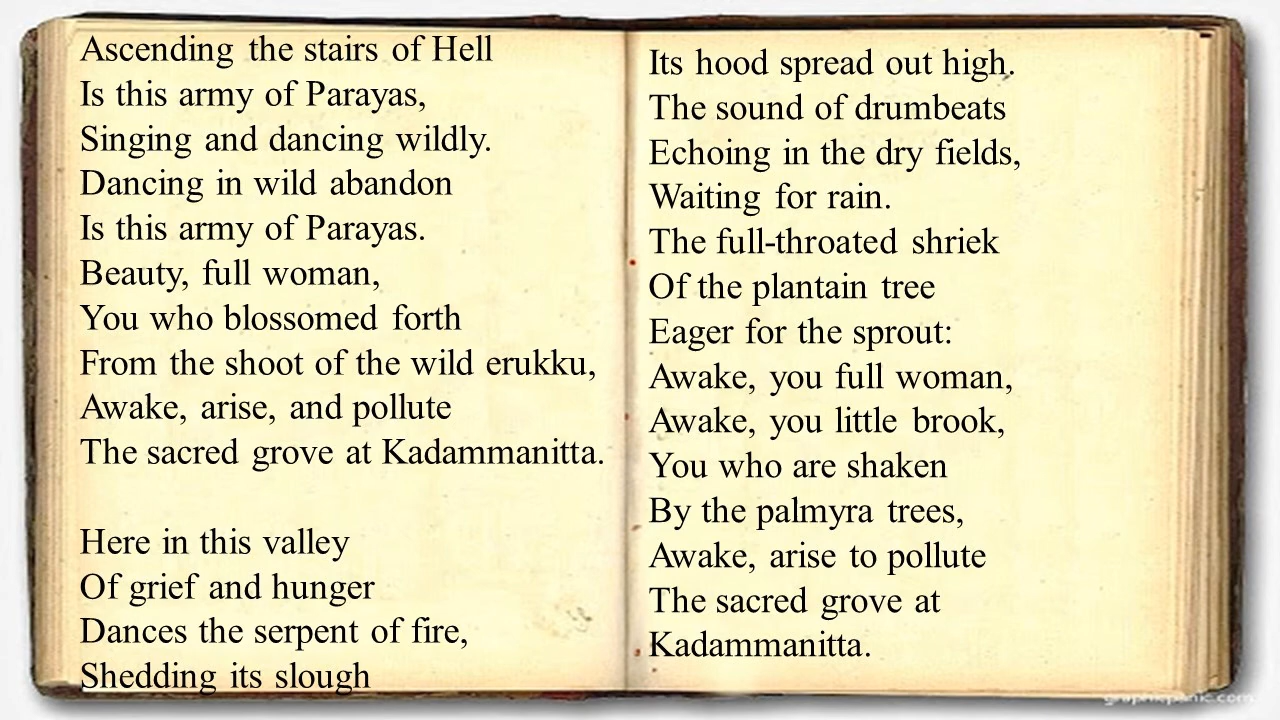 Ascending the stairs of Hell
Is this army of Parayas,
Singing and dancing wildly.
Dancing in wild abandon
Is this army of Parayas.
Beauty, full woman,
You who blossomed forth
From the shoot of the wild erukku,
Awake, arise, and pollute
The sacred grove at Kadammanitta.
Here in this valley
Of grief and hunger
Dances the serpent of fire,
Shedding its slough
Its hood spread out high.
The sound of drumbeats
Echoing in the dry fields,
Waiting for rain.
The full-throated shriek
Of the plantain tree
Eager for the sprout:
Awake, you full woman,
Awake, you little brook,
You who are shaken
By the palmyra trees,
Awake, arise to pollute
The sacred grove at
Kadammanitta.